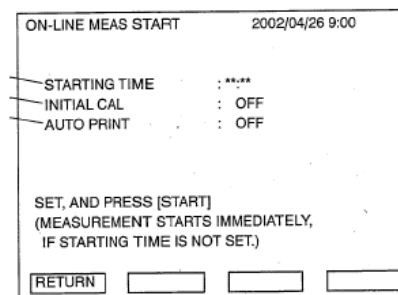 ON-LINE MEAS START 2002/04/26 9:00
STARTING TIME : **:**
INITIAL CAL : OFF
AUTO PRINT : OFF
SET, AND PRESS [START]
(MEASUREMENT STARTS IMMEDIATELY,
IF STARTING TIME IS NOT SET.)
RETURN